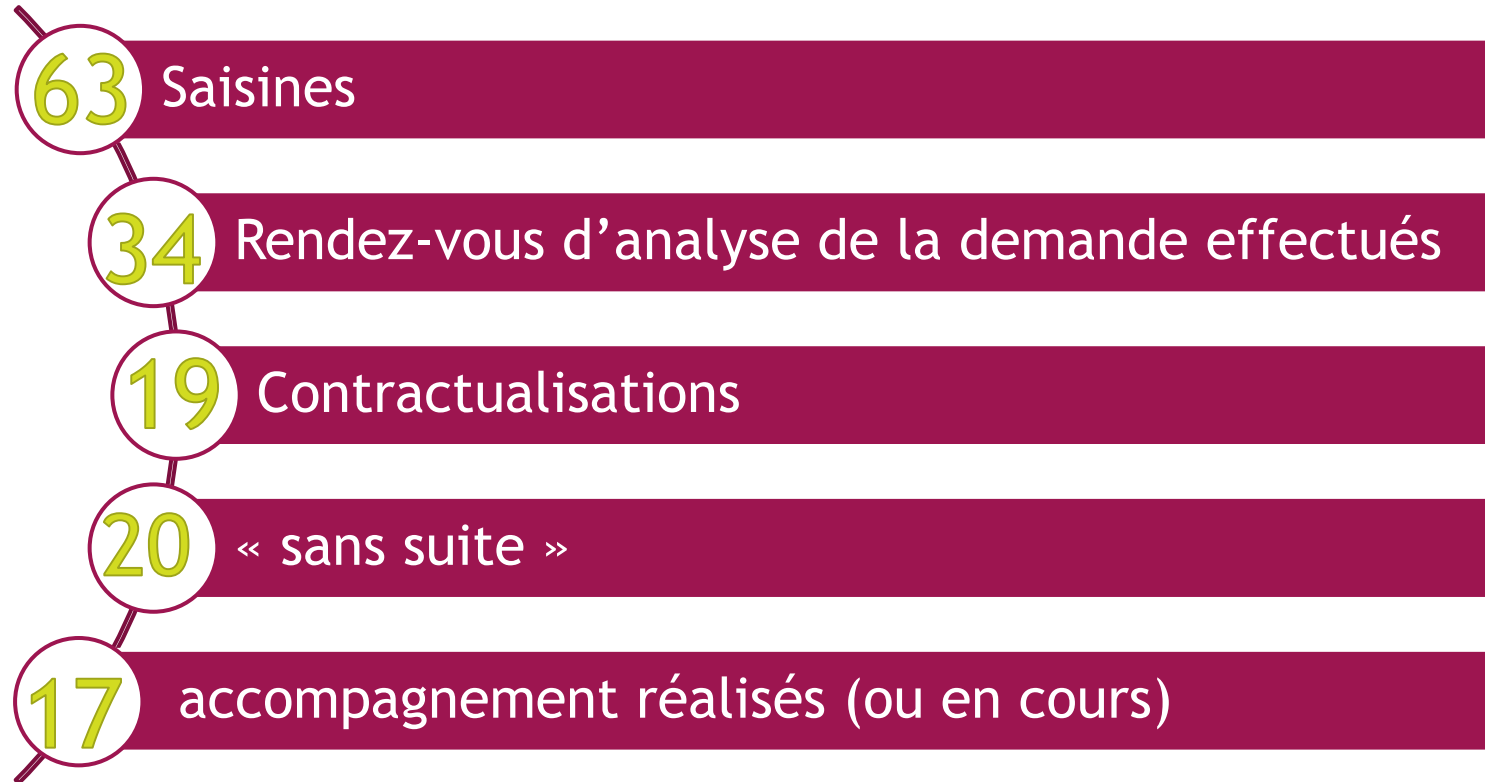 63 Saisines
34 Rendez-vous d’analyse de la demande effectués
19 Contractualisations
20 « sans suite »
17 accompagnement réalisés (ou en cours)